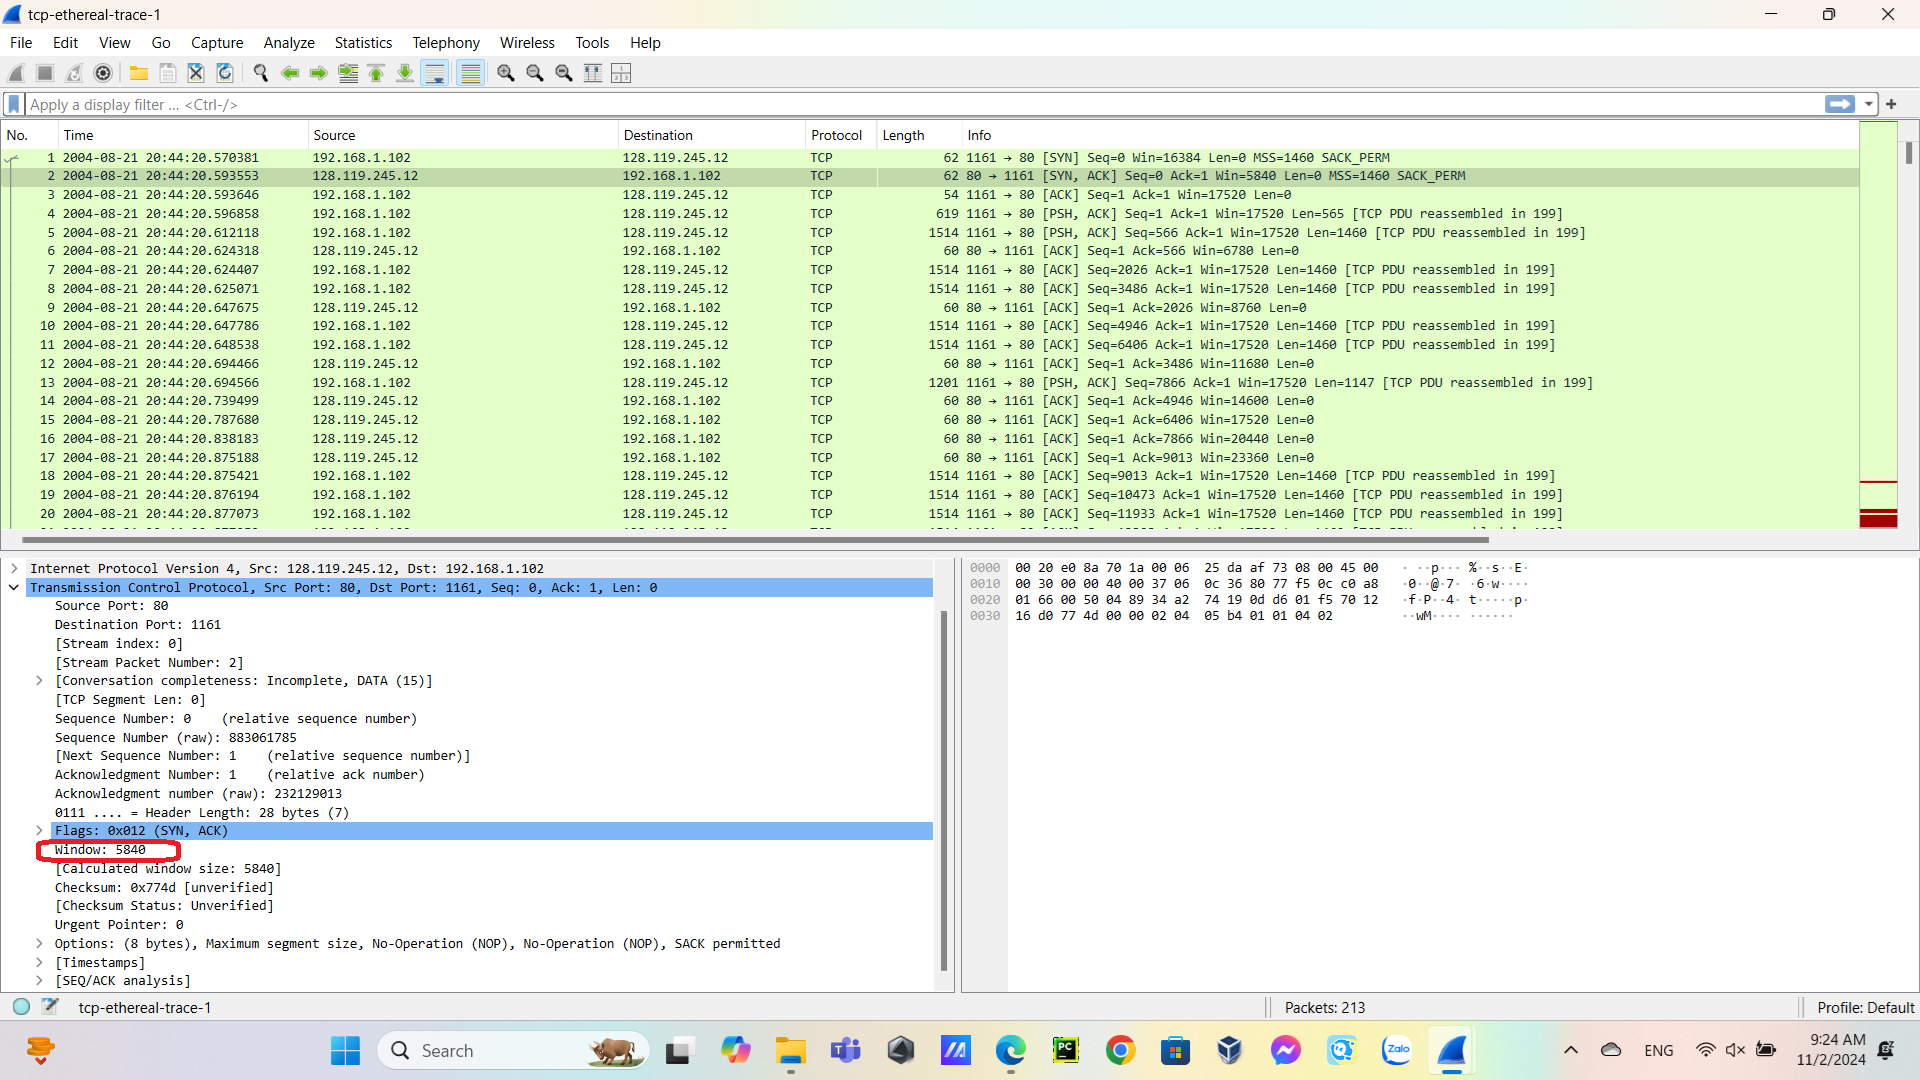 tcp-ethereal-trace-1
File Edit View Go Capture Analyze Statistics Telephony Wireless Tools Help
Apply a display filter ... <Ctrl-/>
No. Time Source Destination Protocol Length Info
1 2004-08-21 20:44:20.570381 192.168.1.102 128.119.245.12 TCP 62 1161 → 80 [SYN] Seq=0 Win=16384 Len=0 MSS=1460 SACK_PERM
2 2004-08-21 20:44:20.593553 128.119.245.12 192.168.1.102 TCP 62 80 → 1161 [SYN, ACK] Seq=0 Ack=1 Win=5840 Len=0 MSS=1460 SACK_PERM
3 2004-08-21 20:44:20.593646 192.168.1.102 128.119.245.12 TCP 54 1161 → 80 [ACK] Seq=1 Ack=1 Win=17520 Len=0
4 2004-08-21 20:44:20.596858 192.168.1.102 128.119.245.12 TCP 619 1161 → 80 [PSH, ACK] Seq=1 Ack=1 Win=17520 Len=565 [TCP PDU reassembled in 199]
5 2004-08-21 20:44:20.612118 192.168.1.102 128.119.245.12 TCP 1514 1161 → 80 [PSH, ACK] Seq=566 Ack=1 Win=17520 Len=1460 [TCP PDU reassembled in 199]
6 2004-08-21 20:44:20.624318 128.119.245.12 192.168.1.102 TCP 60 80 → 1161 [ACK] Seq=1 Ack=566 Win=6780 Len=0
7 2004-08-21 20:44:20.624407 192.168.1.102 128.119.245.12 TCP 1514 1161 → 80 [ACK] Seq=2026 Ack=1 Win=17520 Len=1460 [TCP PDU reassembled in 199]
8 2004-08-21 20:44:20.625071 192.168.1.102 128.119.245.12 TCP 1514 1161 → 80 [ACK] Seq=3486 Ack=1 Win=17520 Len=1460 [TCP PDU reassembled in 199]
9 2004-08-21 20:44:20.647675 128.119.245.12 192.168.1.102 TCP 60 80 → 1161 [ACK] Seq=1 Ack=2026 Win=8760 Len=0
10 2004-08-21 20:44:20.647786 192.168.1.102 128.119.245.12 TCP 1514 1161 → 80 [ACK] Seq=4946 Ack=1 Win=17520 Len=1460 [TCP PDU reassembled in 199]
11 2004-08-21 20:44:20.648538 192.168.1.102 128.119.245.12 TCP 1514 1161 → 80 [ACK] Seq=6406 Ack=1 Win=17520 Len=1460 [TCP PDU reassembled in 199]
12 2004-08-21 20:44:20.694466 128.119.245.12 192.168.1.102 TCP 60 80 → 1161 [ACK] Seq=1 Ack=3486 Win=11680 Len=0
13 2004-08-21 20:44:20.694566 192.168.1.102 128.119.245.12 TCP 1201 1161 → 80 [PSH, ACK] Seq=7866 Ack=1 Win=17520 Len=1147 [TCP PDU reassembled in 199]
14 2004-08-21 20:44:20.739499 128.119.245.12 192.168.1.102 TCP 60 80 → 1161 [ACK] Seq=1 Ack=4946 Win=14600 Len=0
15 2004-08-21 20:44:20.787680 128.119.245.12 192.168.1.102 TCP 60 80 → 1161 [ACK] Seq=1 Ack=6406 Win=17520 Len=0
16 2004-08-21 20:44:20.838183 128.119.245.12 192.168.1.102 TCP 60 80 → 1161 [ACK] Seq=1 Ack=7866 Win=20440 Len=0
17 2004-08-21 20:44:20.875188 128.119.245.12 192.168.1.102 TCP 60 80 → 1161 [ACK] Seq=1 Ack=9013 Win=23360 Len=0
18 2004-08-21 20:44:20.875421 192.168.1.102 128.119.245.12 TCP 1514 1161 → 80 [ACK] Seq=9013 Ack=1 Win=17520 Len=1460 [TCP PDU reassembled in 199]
19 2004-08-21 20:44:20.876194 192.168.1.102 128.119.245.12 TCP 1514 1161 → 80 [ACK] Seq=10473 Ack=1 Win=17520 Len=1460 [TCP PDU reassembled in 199]
20 2004-08-21 20:44:20.877073 192.168.1.102 128.119.245.12 TCP 1514 1161 → 80 [ACK] Seq=11933 Ack=1 Win=17520 Len=1460 [TCP PDU reassembled in 199]
Internet Protocol Version 4, Src: 128.119.245.12, Dst: 192.168.1.102
Transmission Control Protocol, Src Port: 80, Dst Port: 1161, Seq: 0, Ack: 1, Len: 0
Source Port: 80
Destination Port: 1161
[Stream index: 0]
[Stream Packet Number: 2]
[Conversation completeness: Incomplete, DATA (15)]
[TCP Segment Len: 0]
Sequence Number: 0 (relative sequence number)
Sequence Number (raw): 883061785
[Next Sequence Number: 1 (relative sequence number)]
Acknowledgment Number: 1 (relative ack number)
Acknowledgment number (raw): 232129013
0111 .... = Header Length: 28 bytes (7)
Flags: 0x012 (SYN, ACK)
Window: 5840
[Calculated window size: 5840]
Checksum: 0x774d [unverified]
[Checksum Status: Unverified]
Urgent Pointer: 0
Options: (8 bytes), Maximum segment size, No-Operation (NOP), No-Operation (NOP), SACK permitted
[Timestamps]
[SEQ/ACK analysis]
0000 00 20 e0 8a 70 1a 00 06 25 da af 73 08 00 45 00 · ··p··· %··s··E·
0010 00 30 00 00 40 00 37 06 0c 36 80 77 f5 0c c0 a8 ·0··@·7· ·6·w····
0020 01 66 00 50 04 89 34 a2 74 19 0d d6 01 f5 70 12 ·f·P··4· t·····p·
0030 16 d0 77 4d 00 00 02 04 05 b4 01 01 04 02 ··wM···· ······
tcp-ethereal-trace-1 Packets: 213 Profile: Default
Search
PC
Zalo
ENG
9:24 AM
11/2/2024